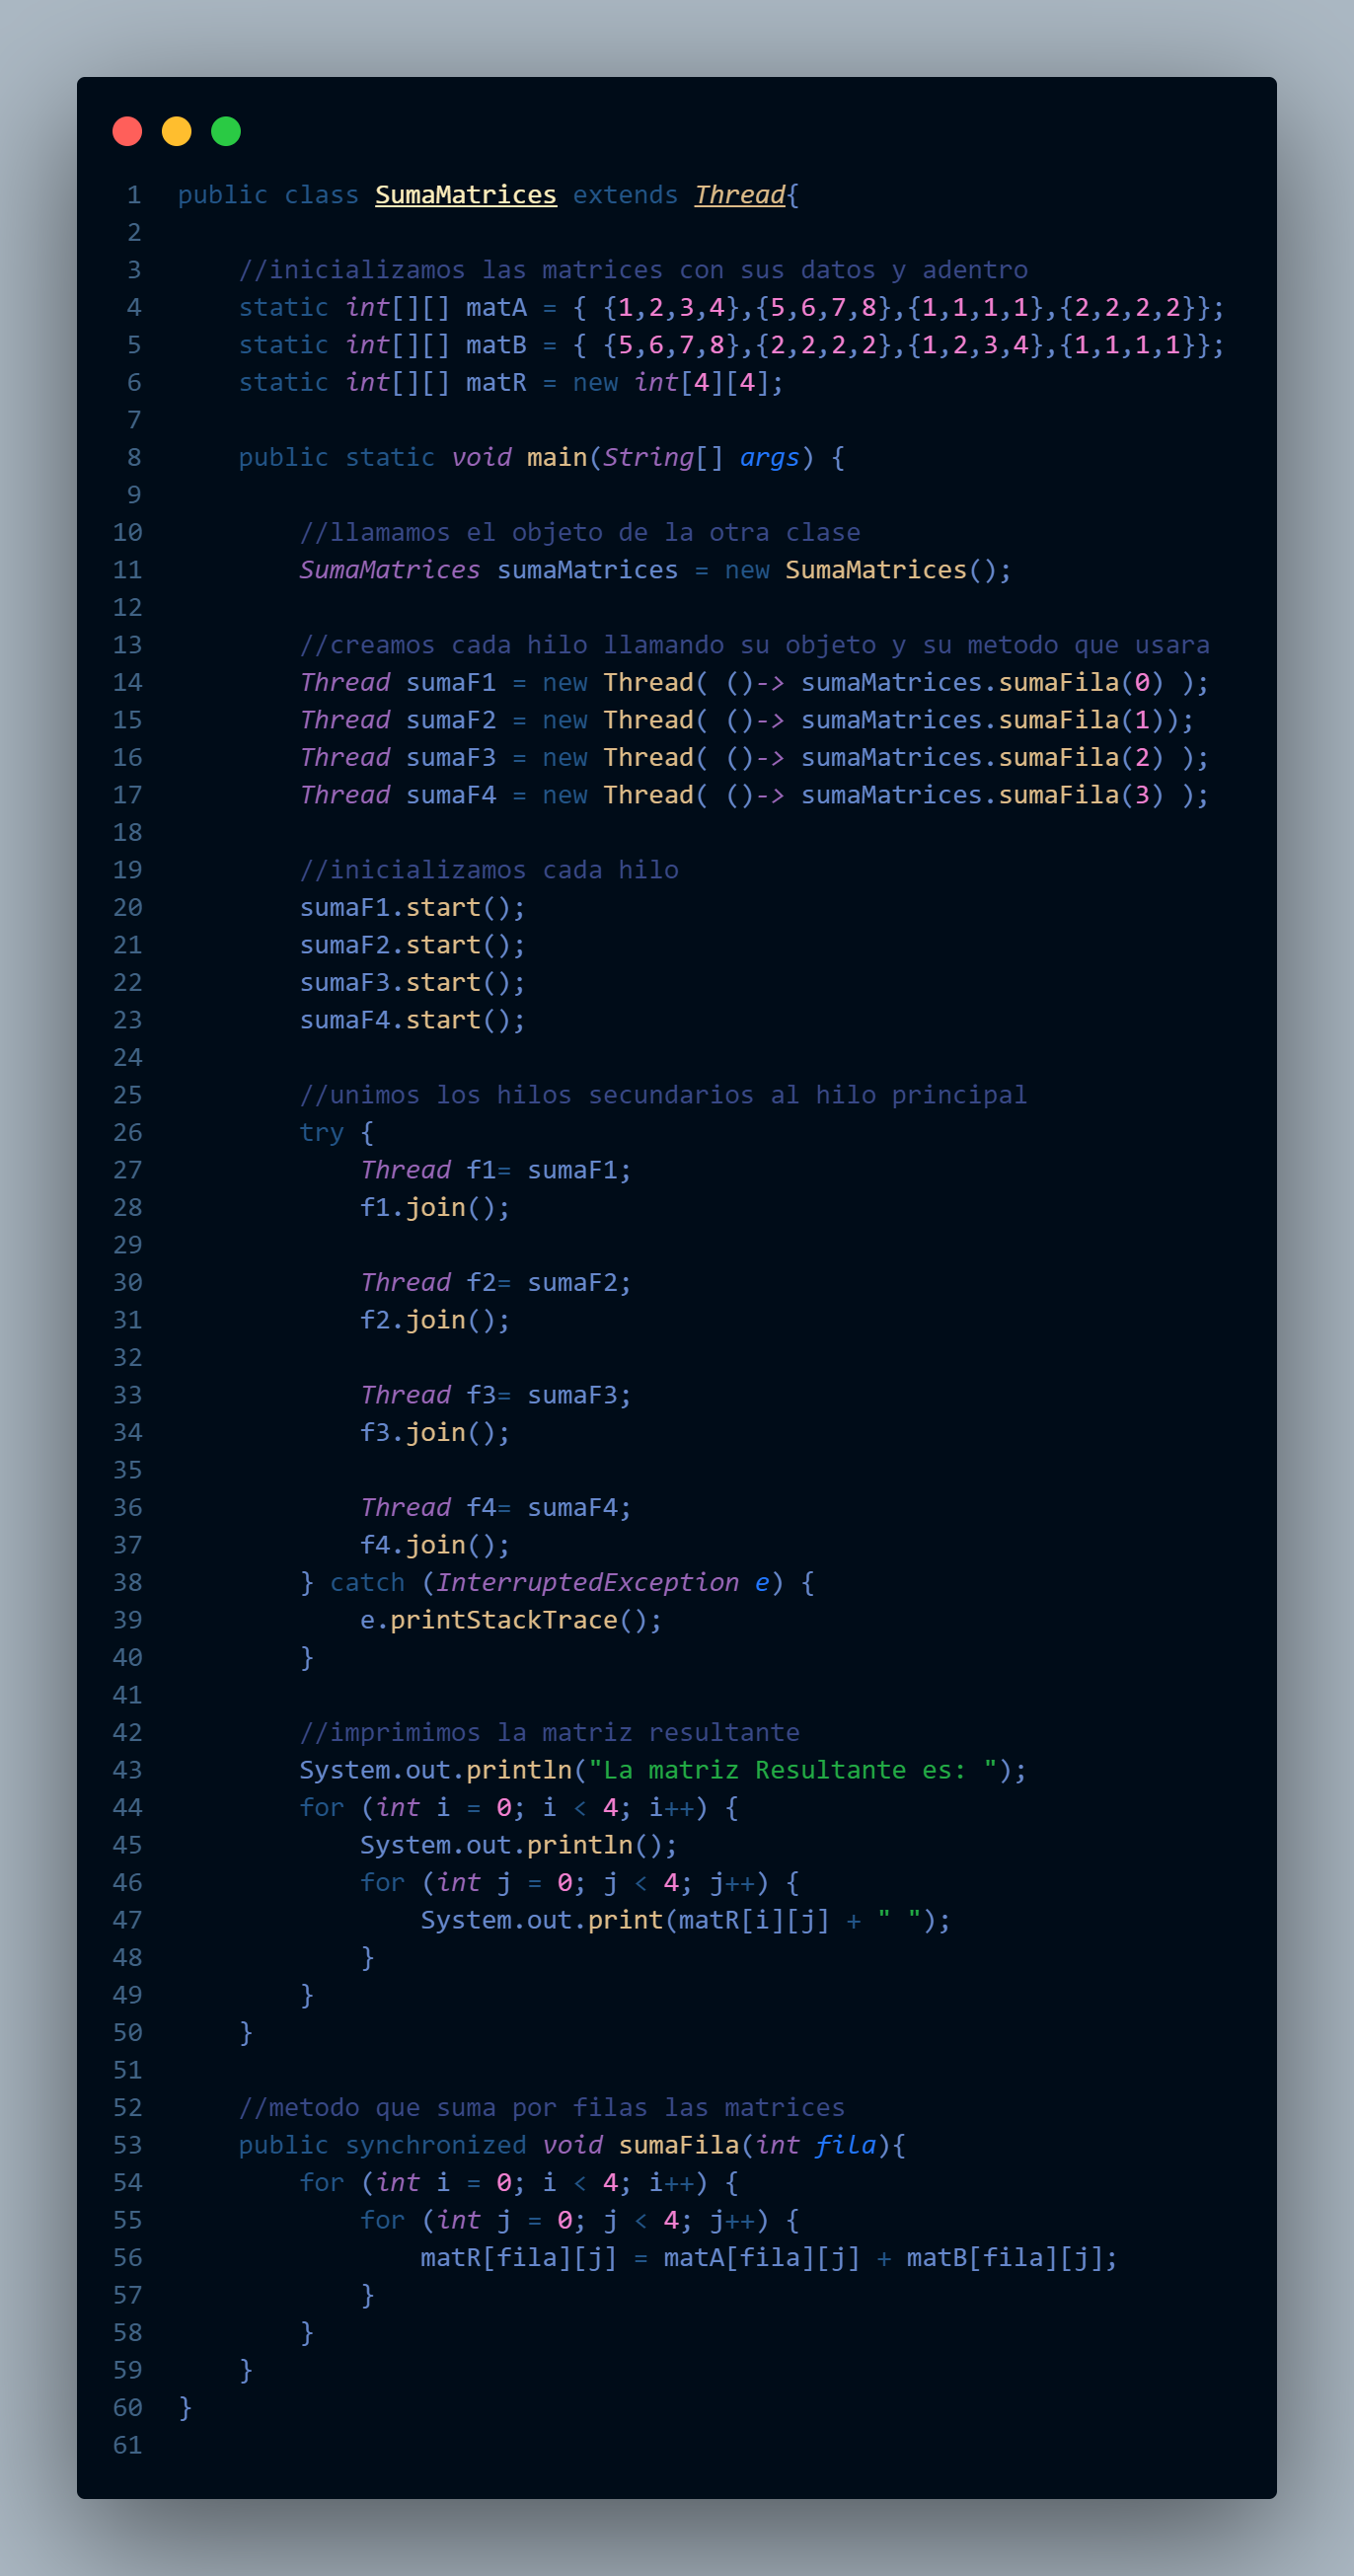 1 public class SumaMatrices extends Thread{
2
3     //inicializamos las matrices con sus datos y adentro
4     static int[][] matA = { {1,2,3,4},{5,6,7,8},{1,1,1,1},{2,2,2,2}};
5     static int[][] matB = { {5,6,7,8},{2,2,2,2},{1,2,3,4},{1,1,1,1}};
6     static int[][] matR = new int[4][4];
7
8     public static void main(String[] args) {
9
10         //llamamos el objeto de la otra clase
11         SumaMatrices sumaMatrices = new SumaMatrices();
12
13         //creamos cada hilo llamando su objeto y su metodo que usara
14         Thread sumaF1 = new Thread( ()-> sumaMatrices.sumaFila(0) );
15         Thread sumaF2 = new Thread( ()-> sumaMatrices.sumaFila(1));
16         Thread sumaF3 = new Thread( ()-> sumaMatrices.sumaFila(2) );
17         Thread sumaF4 = new Thread( ()-> sumaMatrices.sumaFila(3) );
18
19         //inicializamos cada hilo
20         sumaF1.start();
21         sumaF2.start();
22         sumaF3.start();
23         sumaF4.start();
24
25         //unimos los hilos secundarios al hilo principal
26         try {
27             Thread f1= sumaF1;
28             f1.join();
29
30             Thread f2= sumaF2;
31             f2.join();
32
33             Thread f3= sumaF3;
34             f3.join();
35
36             Thread f4= sumaF4;
37             f4.join();
38         } catch (InterruptedException e) {
39             e.printStackTrace();
40         }
41
42         //imprimimos la matriz resultante
43         System.out.println("La matriz Resultante es: ");
44         for (int i = 0; i < 4; i++) {
45             System.out.println();
46             for (int j = 0; j < 4; j++) {
47                 System.out.print(matR[i][j] + " ");
48             }
49         }
50     }
51
52     //metodo que suma por filas las matrices
53     public synchronized void sumaFila(int fila){
54         for (int i = 0; i < 4; i++) {
55             for (int j = 0; j < 4; j++) {
56                 matR[fila][j] = matA[fila][j] + matB[fila][j];
57             }
58         }
59     }
60 }
61